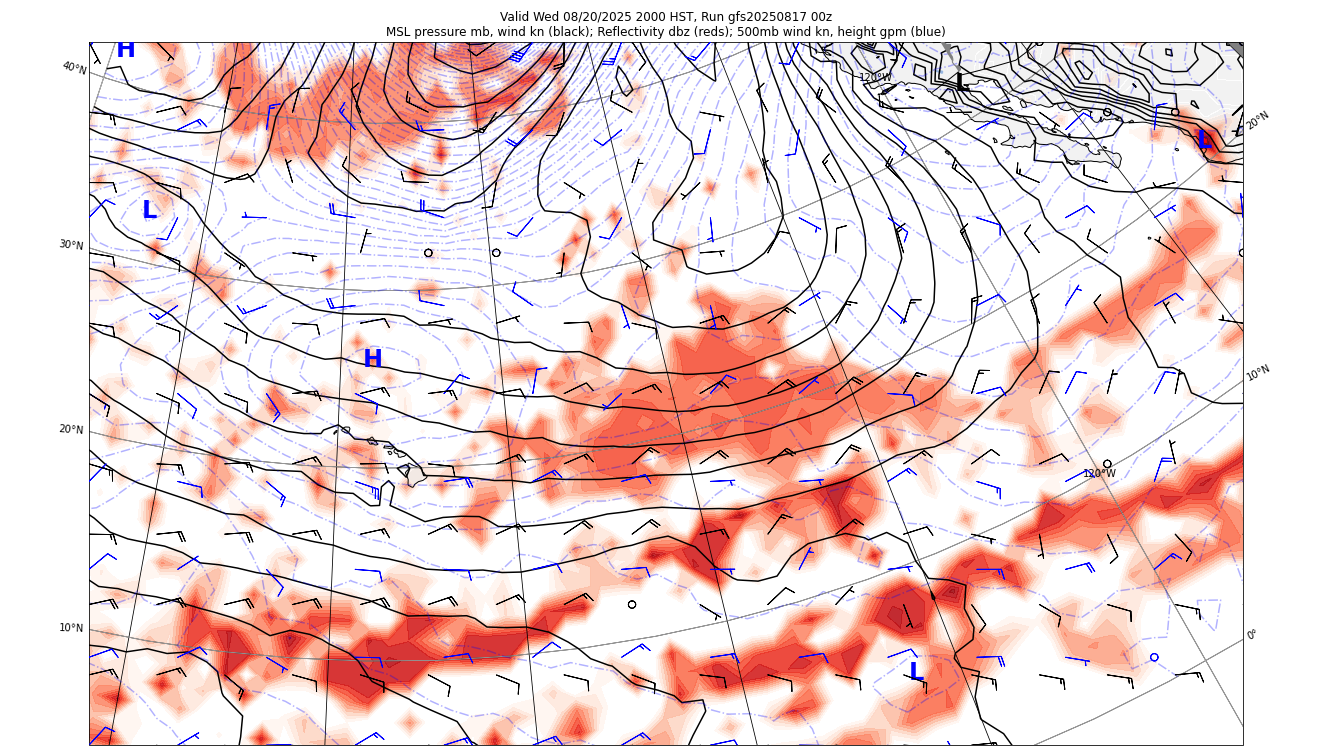 Valid Wed 08/20/2025 2000 HST, Run gfs20250817 00z
MSL pressure mb, wind kn (black); Reflectivity dbz (reds); 500mb wind kn, height gpm (blue)
H
40°N
120°W
L
20°N
L
L
30°N
H
10°N
20°N
120°W
10°N
0°
L